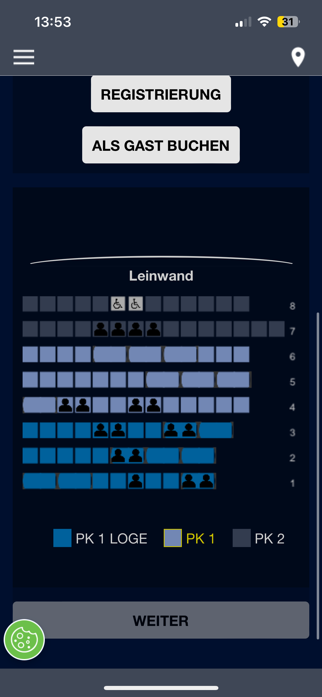 13:53
31
REGISTRIERUNG
ALS GAST BUCHEN
Leinwand
8
7
6
5
4
3
2
1
PK 1 LOGE PK 1 PK 2
WEITER